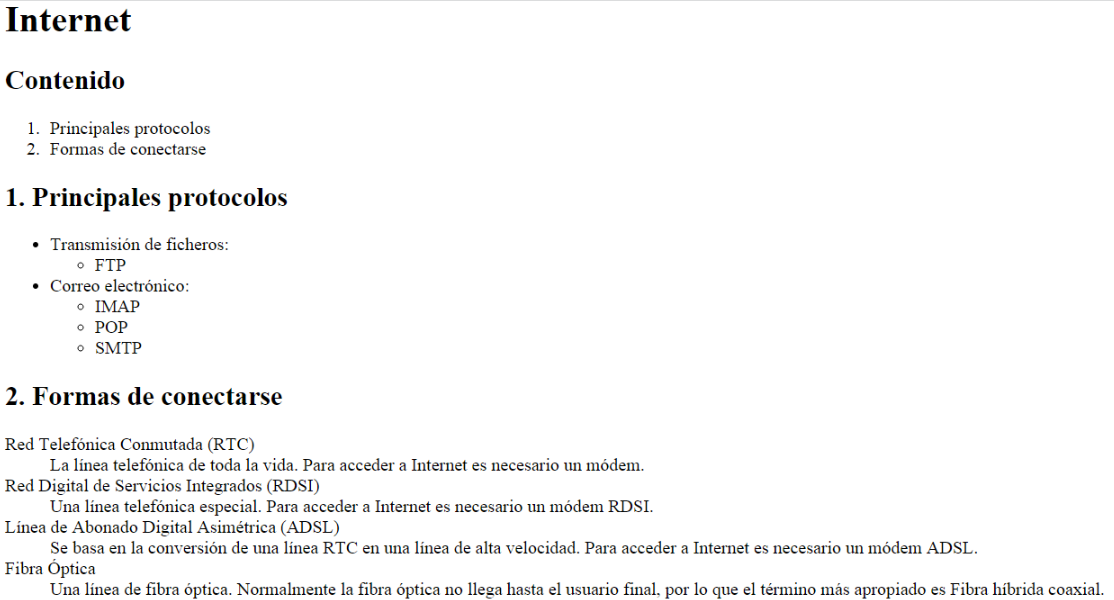 Internet
Contenido
1. Principales protocolos
2. Formas de conectarse
1. Principales protocolos
• Transmisión de ficheros:
◦ FTP
• Correo electrónico:
◦ IMAP
◦ POP
◦ SMTP
2. Formas de conectarse
Red Telefónica Conmutada (RTC)
La línea telefónica de toda la vida. Para acceder a Internet es necesario un módem.
Red Digital de Servicios Integrados (RDSI)
Una línea telefónica especial. Para acceder a Internet es necesario un módem RDSI.
Línea de Abonado Digital Asimétrica (ADSL)
Se basa en la conversión de una línea RTC en una línea de alta velocidad. Para acceder a Internet es necesario un módem ADSL.
Fibra Óptica
Una línea de fibra óptica. Normalmente la fibra óptica no llega hasta el usuario final, por lo que el término más apropiado es Fibra híbrida coaxial.